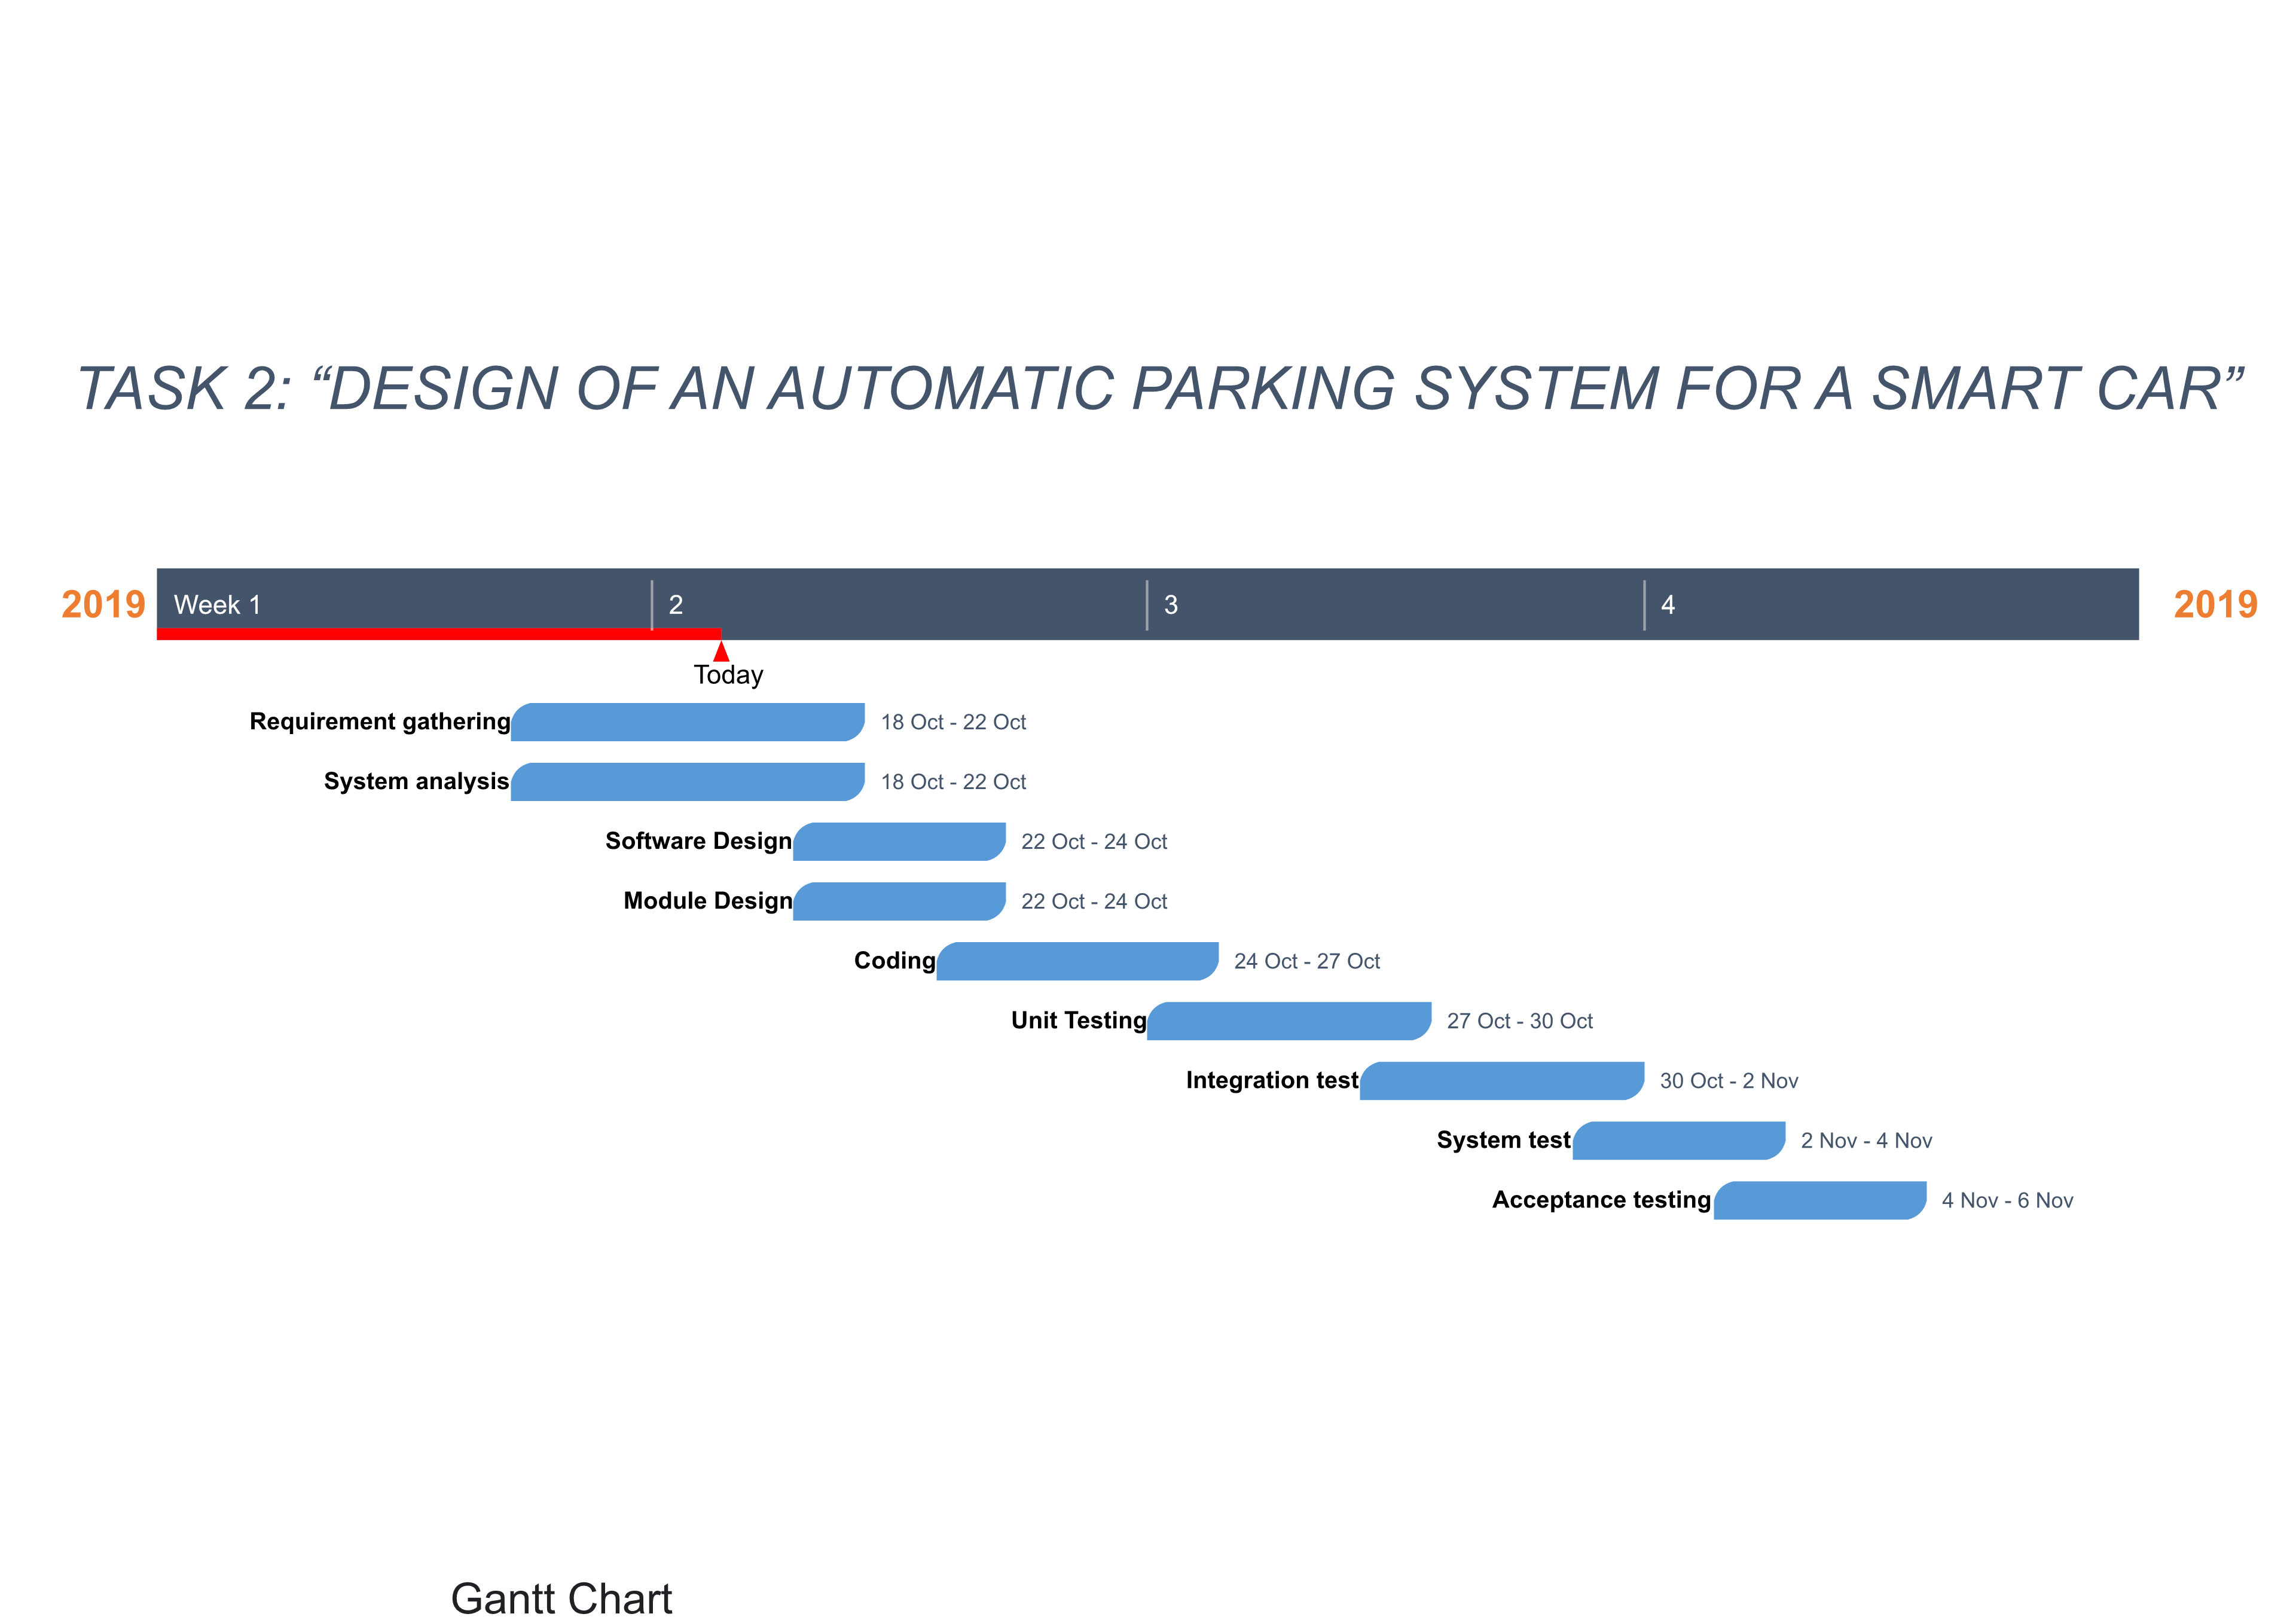 TASK 2: “DESIGN OF AN AUTOMATIC PARKING SYSTEM FOR A SMART CAR”
2019 Week 1 2 3 4 2019
Today
Requirement gathering 18 Oct - 22 Oct
System analysis 18 Oct - 22 Oct
Software Design 22 Oct - 24 Oct
Module Design 22 Oct - 24 Oct
Coding 24 Oct - 27 Oct
Unit Testing 27 Oct - 30 Oct
Integration test 30 Oct - 2 Nov
System test 2 Nov - 4 Nov
Acceptance testing 4 Nov - 6 Nov
Gantt Chart